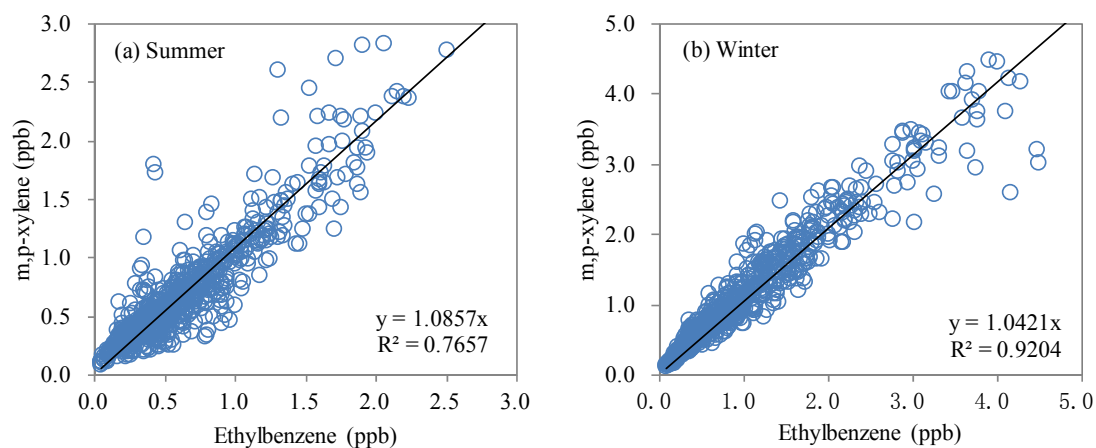 (a) Summer
m,p-xylene (ppb)
3.0
2.5
2.0
1.5
1.0
0.5
0.0
y = 1.0857x
R² = 0.7657
0.0 0.5 1.0 1.5 2.0 2.5 3.0
Ethylbenzene (ppb)
(b) Winter
m,p-xylene (ppb)
5.0
4.0
3.0
2.0
1.0
0.0
y = 1.0421x
R² = 0.9204
0.0 1.0 2.0 3.0 4.0 5.0
Ethylbenzene (ppb)